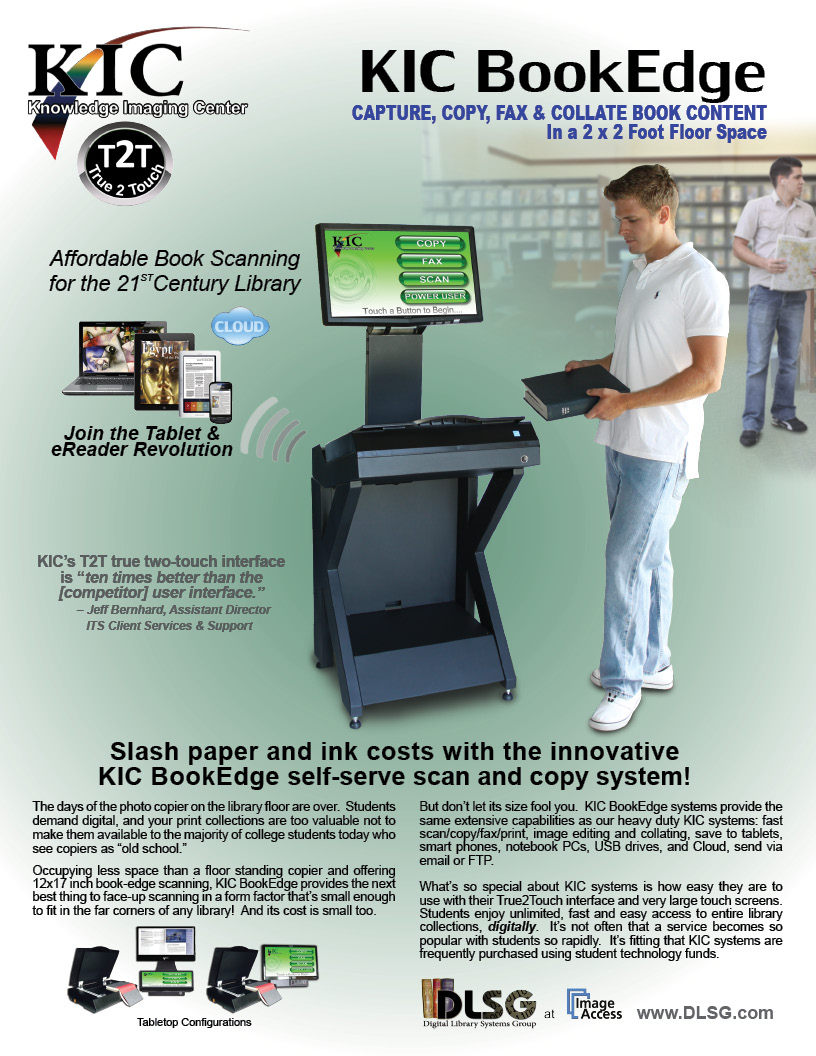 KIC
Knowledge Imaging Center
T2T
True 2 Touch
KIC BookEdge
CAPTURE, COPY, FAX & COLLATE BOOK CONTENT
In a 2 x 2 Foot Floor Space
Affordable Book Scanning
for the 21ST Century Library
CLOUD
Egypt
Join the Tablet &
eReader Revolution
KIC
COPY
FAX
SCAN
POWER USER
Touch a Button to Begin....
KIC's T2T true two-touch interface
is "ten times better than the
[competitor] user interface."
– Jeff Bernhard, Assistant Director
ITS Client Services & Support
Slash paper and ink costs with the innovative
KIC BookEdge self-serve scan and copy system!
The days of the photo copier on the library floor are over. Students
demand digital, and your print collections are too valuable not to
make them available to the majority of college students today who
see copiers as "old school."
Occupying less space than a floor standing copier and offering
12x17 inch book-edge scanning, KIC BookEdge provides the next
best thing to face-up scanning in a form factor that's small enough
to fit in the far corners of any library! And its cost is small too.
Tabletop Configurations
But don't let its size fool you. KIC BookEdge systems provide the
same extensive capabilities as our heavy duty KIC systems: fast
scan/copy/fax/print, image editing and collating, save to tablets,
smart phones, notebook PCs, USB drives, and Cloud, send via
email or FTP.
What's so special about KIC systems is how easy they are to
use with their True2Touch interface and very large touch screens.
Students enjoy unlimited, fast and easy access to entire library
collections, digitally. It's not often that a service becomes so
popular with students so rapidly. It's fitting that KIC systems are
frequently purchased using student technology funds.
DLSG
Digital Library Systems Group
at
Image
Access
www.DLSG.com